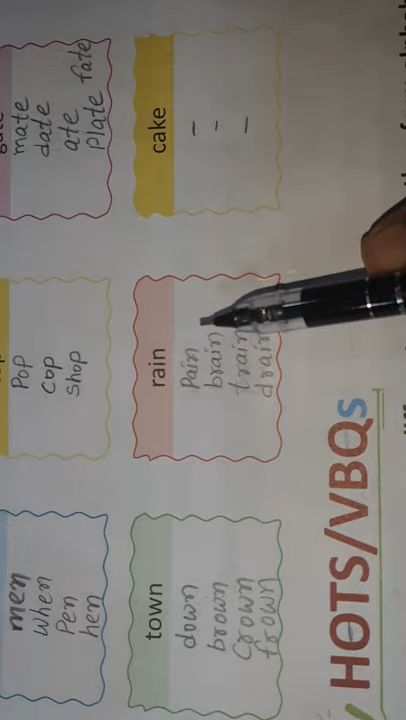 men
when
Pen
hen
Pop
Cop
Shop
mate
date
ate
plate fate
town
down
brown
Crown
frown
rain
Pain
brain
train
drain
cake
–
–
–
HOTS/VBQs